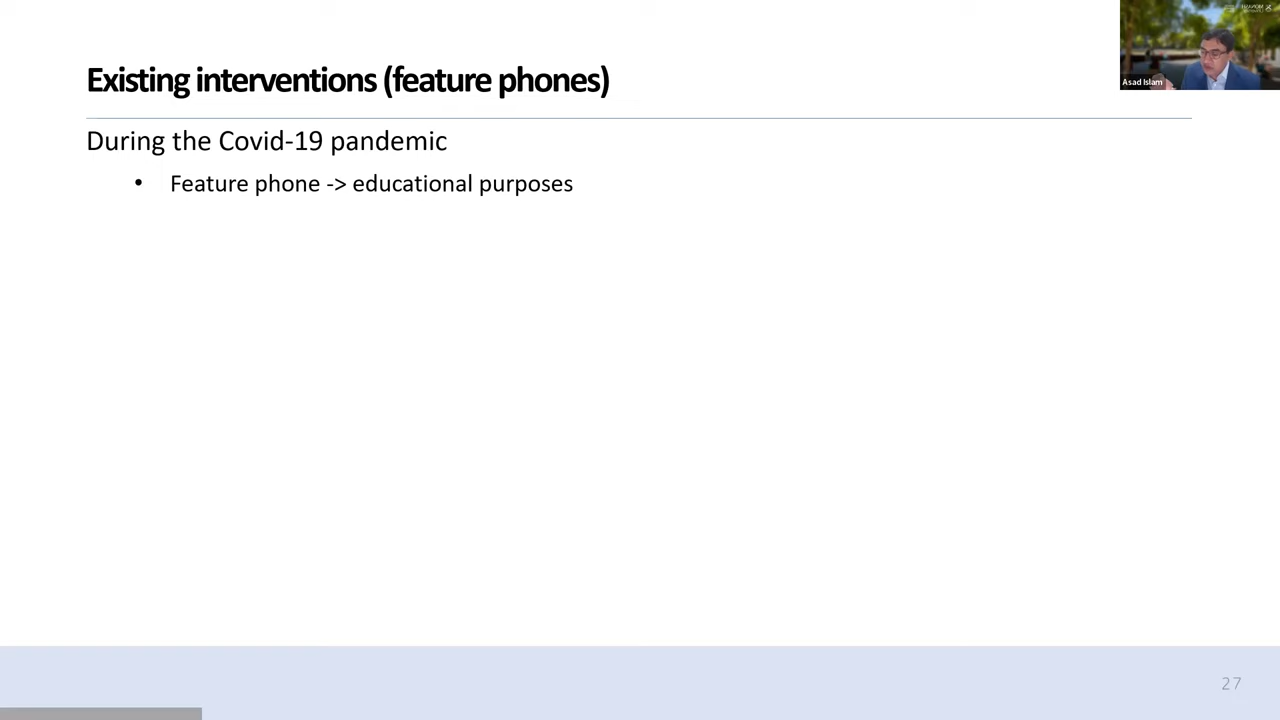 Existing interventions (feature phones)
Asad Islam
During the Covid-19 pandemic
• Feature phone -> educational purposes
27